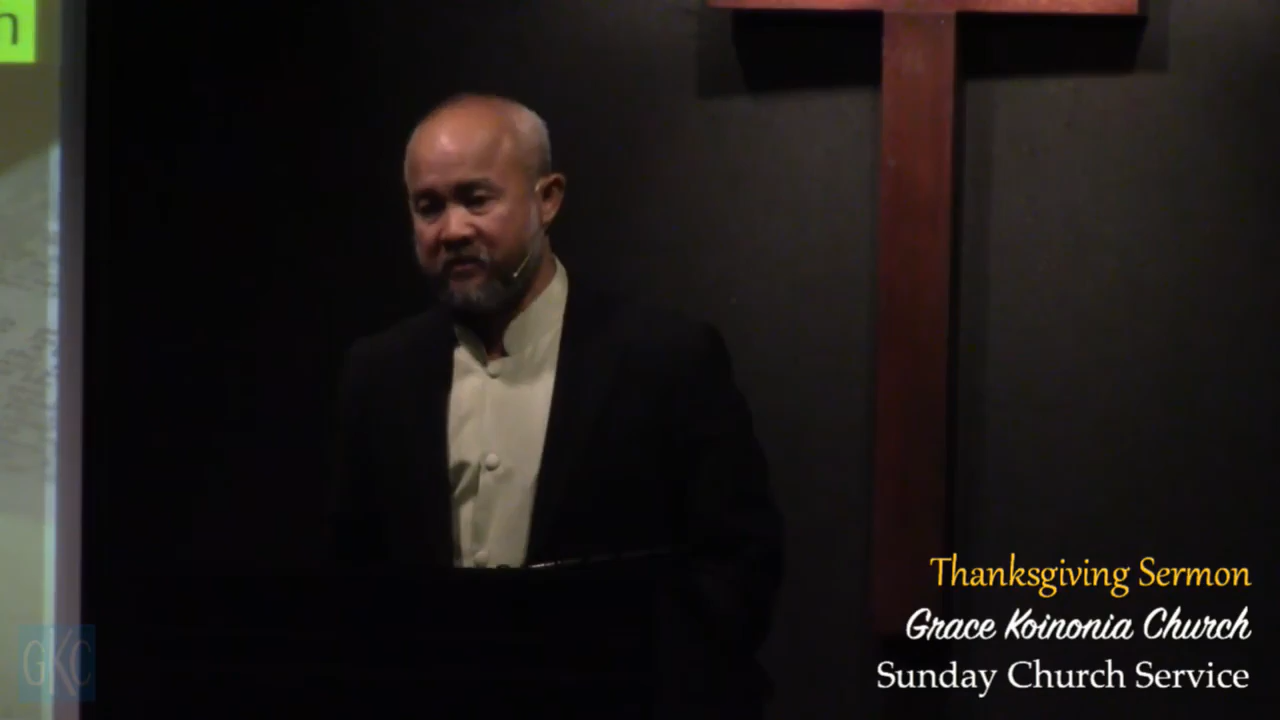 n
Thanksgiving Sermon
Grace Koinonia Church
Sunday Church Service
GKC